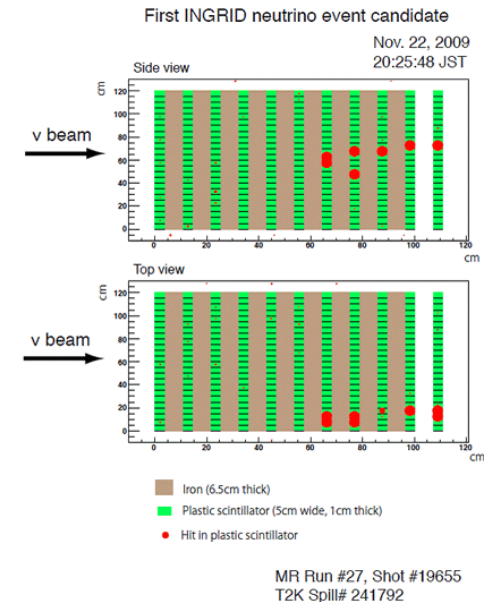 First INGRID neutrino event candidate
Nov. 22, 2009
20:25:48 JST
Side view
cm
120
100
80
60
40
20
0
ν beam
0 20 40 60 80 100 120
cm
Top view
cm
120
100
80
60
40
20
0
ν beam
0 20 40 60 80 100 120
cm
Iron (6.5cm thick)
Plastic scintillator (5cm wide, 1cm thick)
Hit in plastic scintillator
MR Run #27, Shot #19655
T2K Spill# 241792